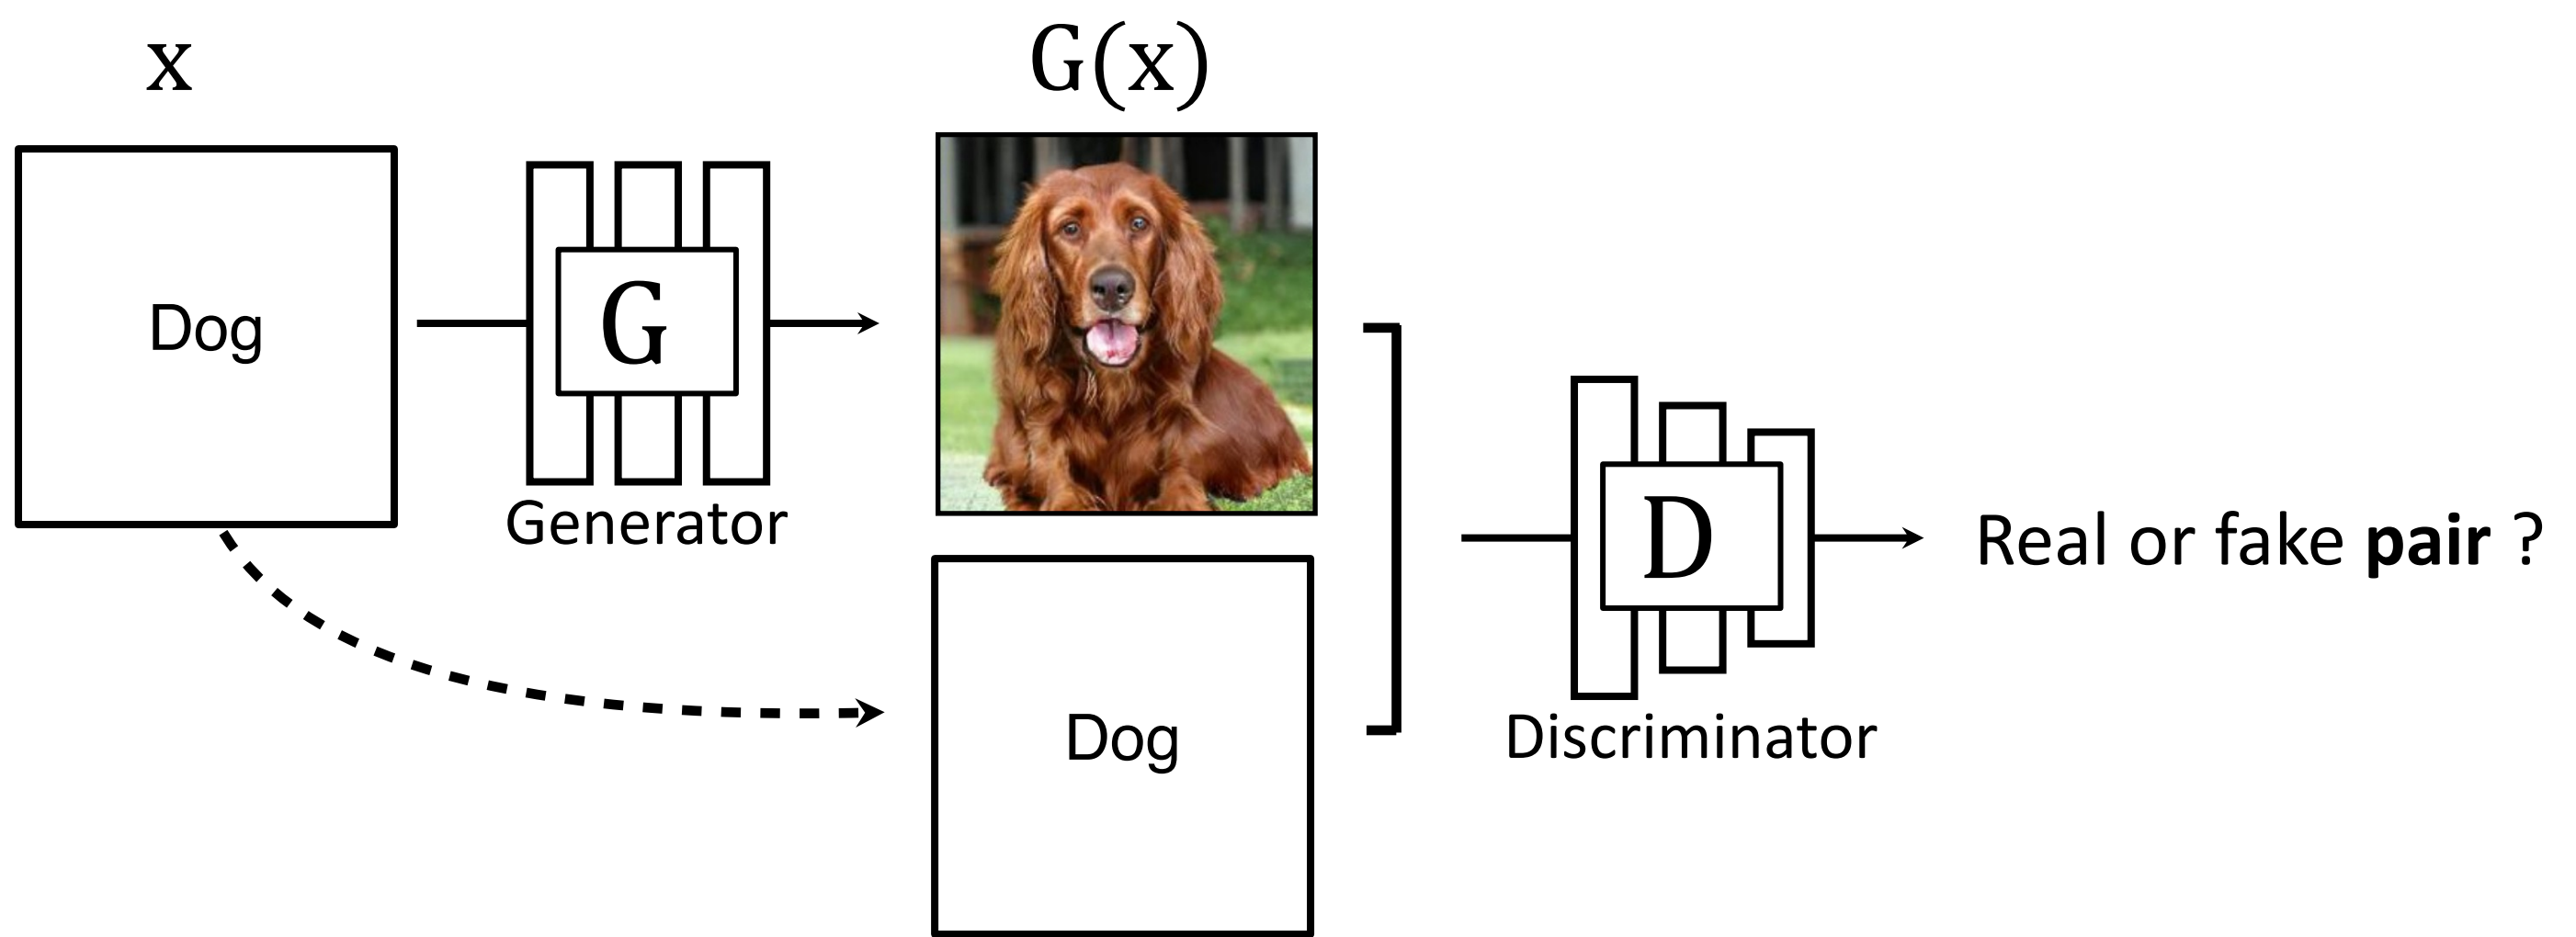 x
G(x)
Dog
G
Generator
Dog
D
Discriminator
Real or fake pair ?